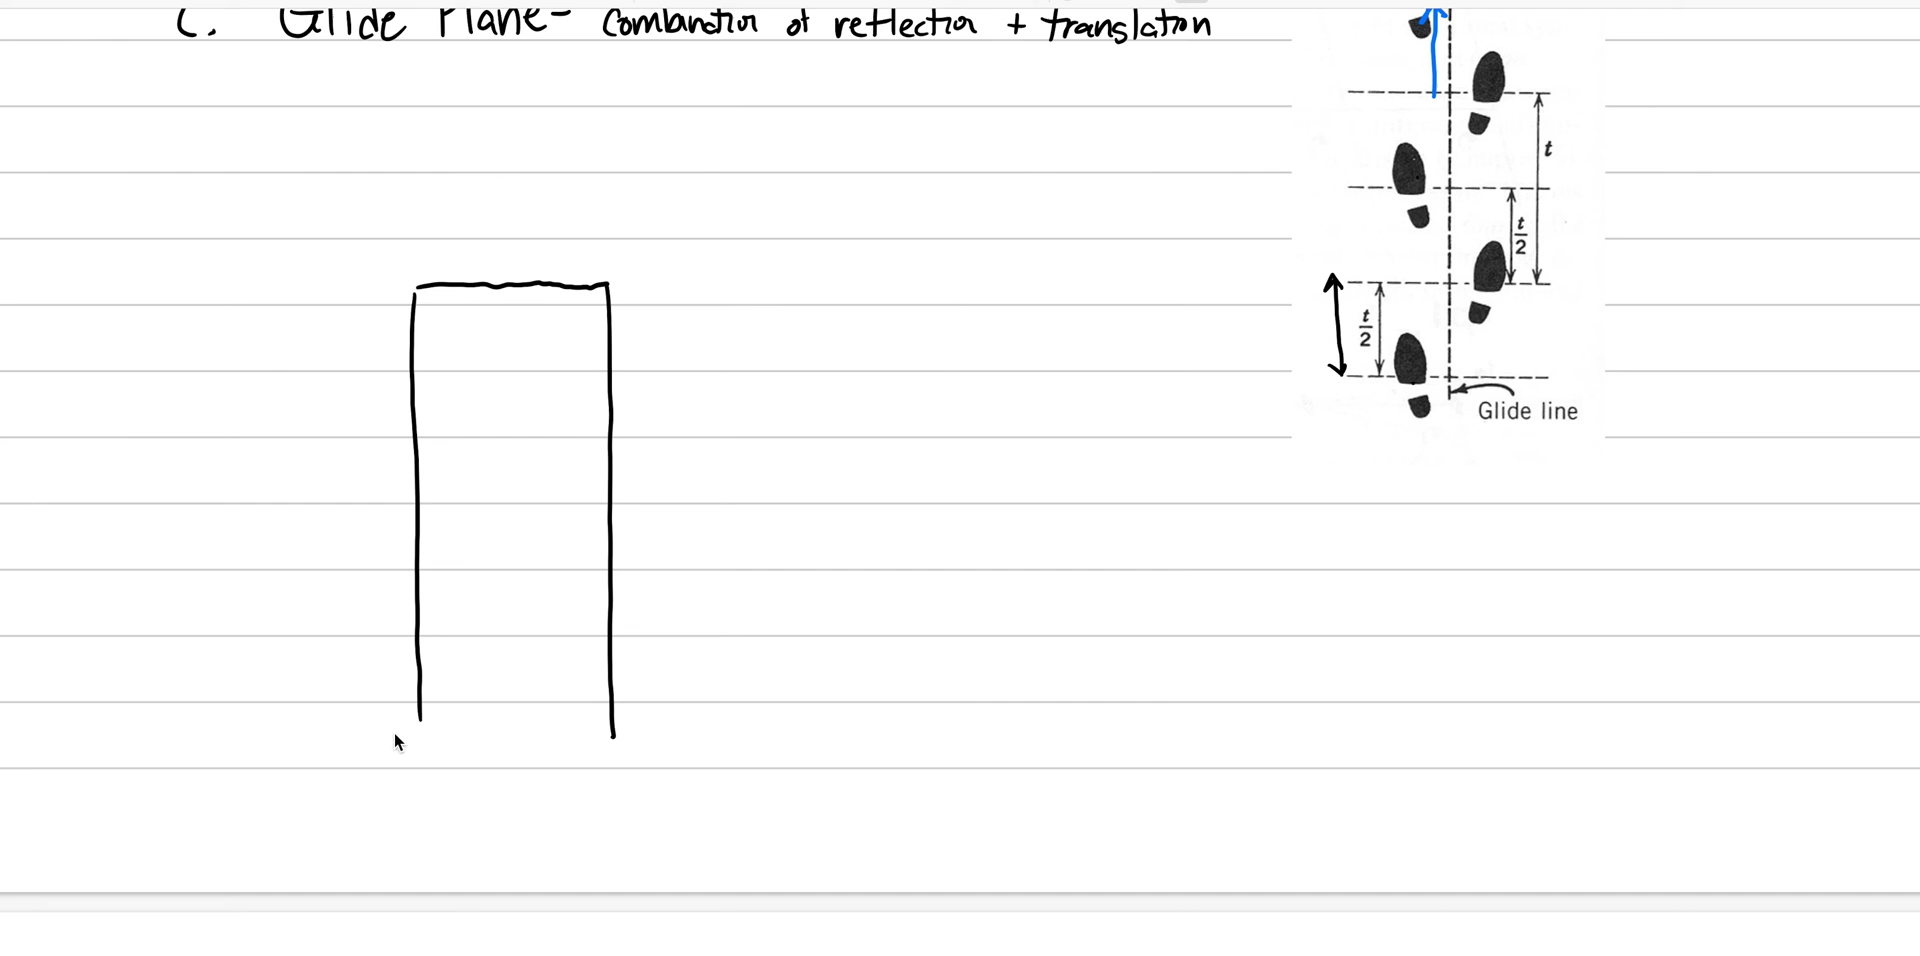 C. Glide Plane- Combination of reflection + translation
t
t/2
t/2
Glide line